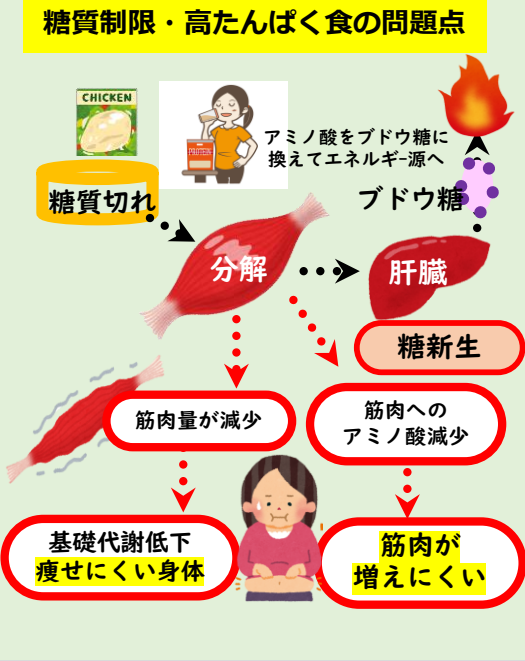 糖質制限・高たんぱく食の問題点
CHICKEN
PROTEIN
アミノ酸をブドウ糖に
換えてエネルギｰ源へ
糖質切れ
ブドウ糖
分解
肝臓
糖新生
筋肉量が減少
筋肉への
アミノ酸減少
基礎代謝低下
痩せにくい身体
筋肉が
増えにくい